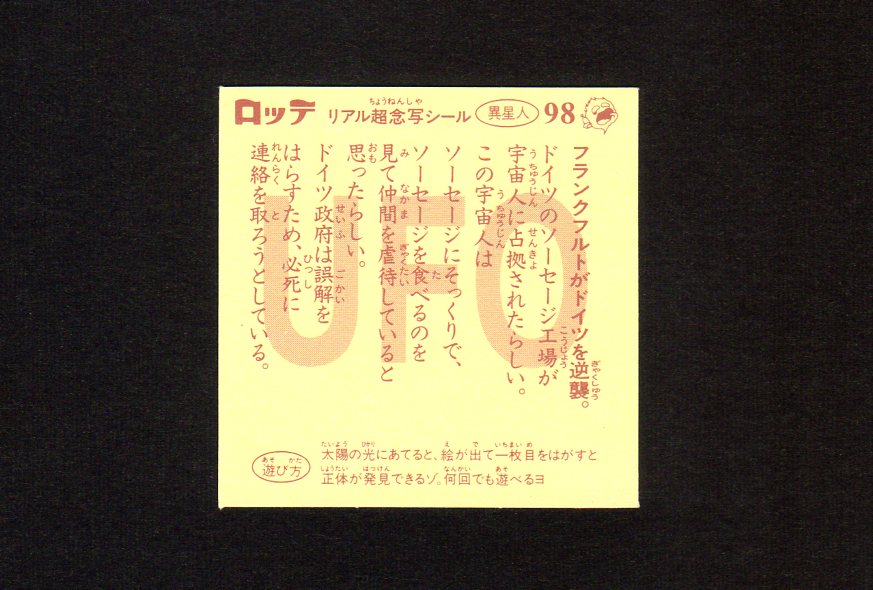 ロッテ リアル超念写シール 異星人 98
フランクフルトがドイツを逆襲。
ドイツのソーセージ工場が
宇宙人に占拠されたらしい。
この宇宙人は
ソーセージにそっくりで、
ソーセージを食べるのを
見て仲間を虐待していると
思ったらしい。
ドイツ政府は誤解を
はらすため、必死に
連絡を取ろうとしている。
UFO
遊び方
太陽の光にあてると、絵が出て一枚目をはがすと
正体が発見できるゾ。何回でも遊べるヨ